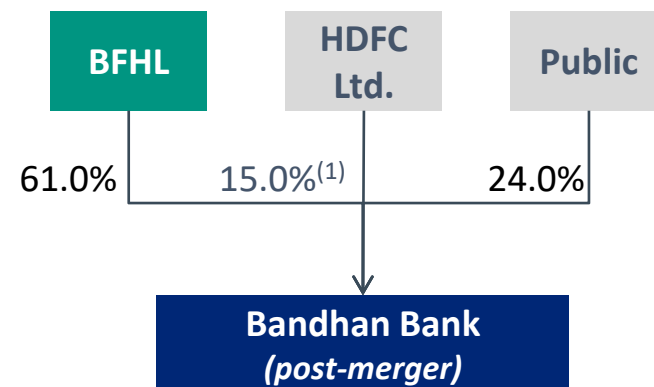 BFHL
HDFC
Ltd.
Public
61.0%
15.0%(1)
24.0%
Bandhan Bank
(post-merger)